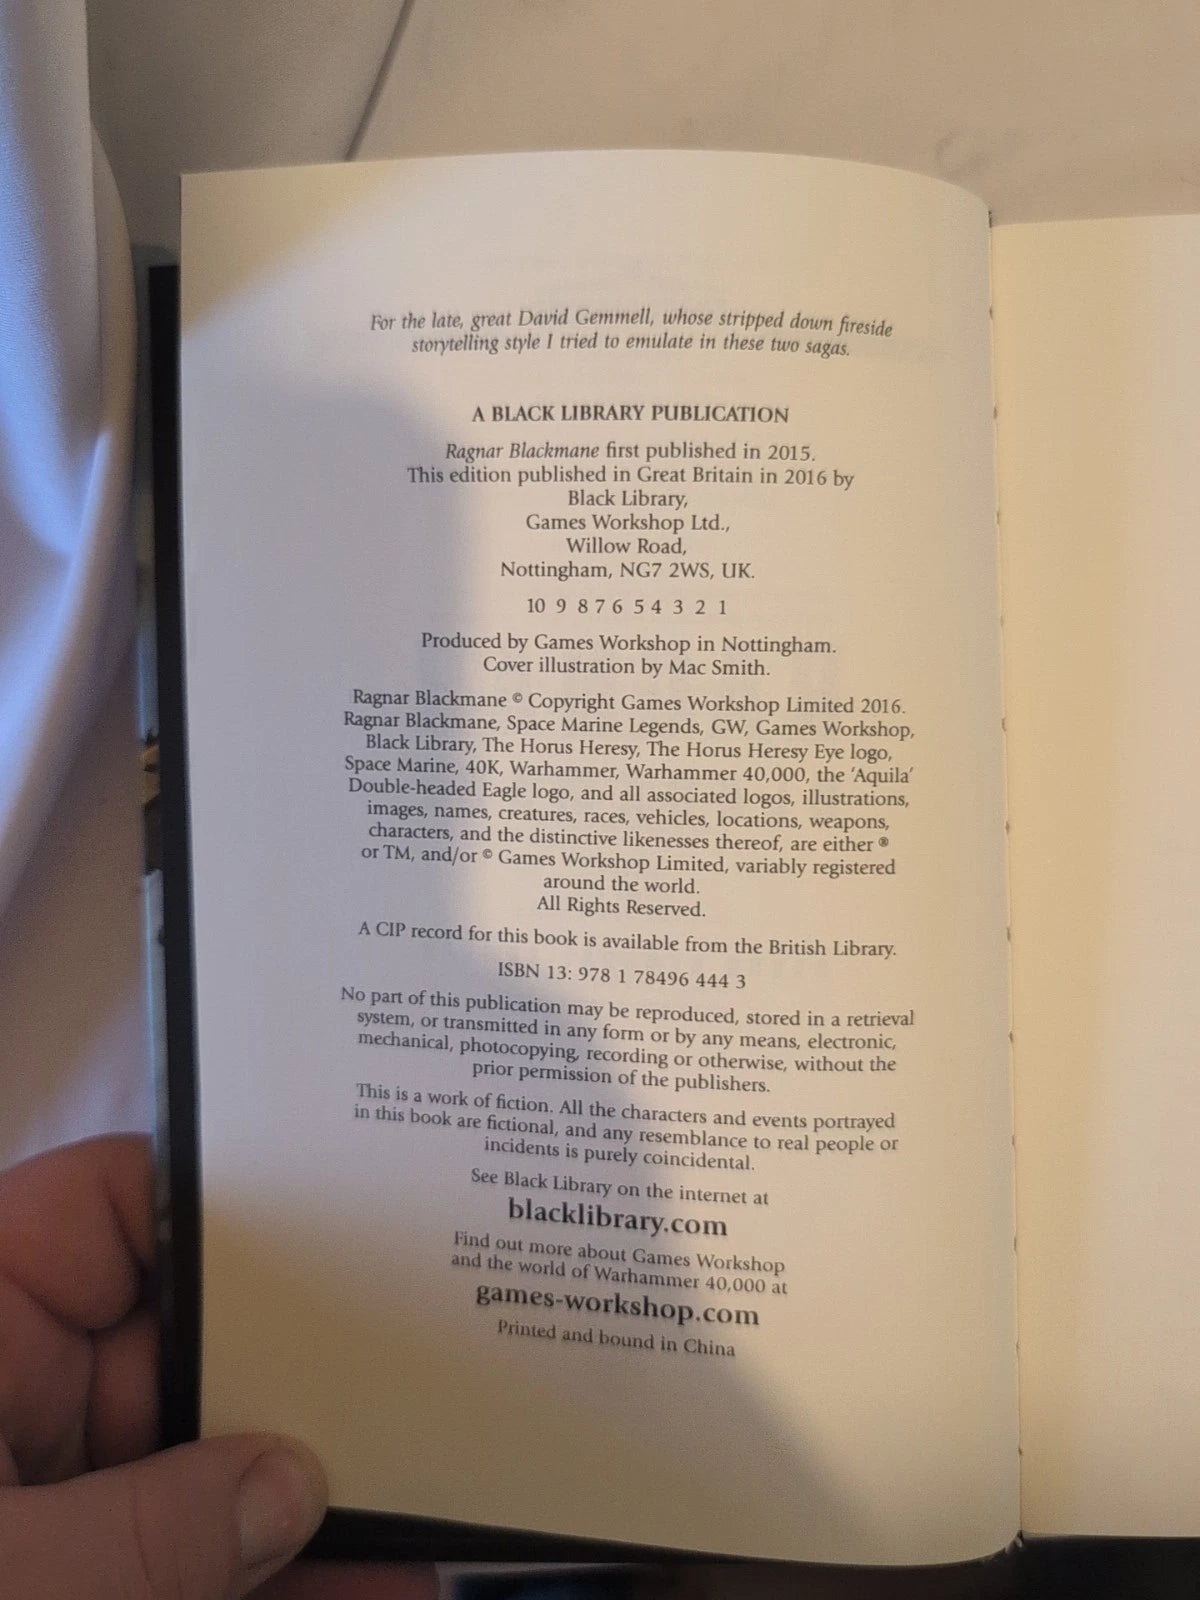 For the late, great David Gemmell, whose stripped down fireside
storytelling style I tried to emulate in these two sagas.
A BLACK LIBRARY PUBLICATION
Ragnar Blackmane first published in 2015.
This edition published in Great Britain in 2016 by
Black Library,
Games Workshop Ltd.,
Willow Road,
Nottingham, NG7 2WS, UK.
10 9 8 7 6 5 4 3 2 1
Produced by Games Workshop in Nottingham.
Cover illustration by Mac Smith.
Ragnar Blackmane © Copyright Games Workshop Limited 2016.
Ragnar Blackmane, Space Marine Legends, GW, Games Workshop,
Black Library, The Horus Heresy, The Horus Heresy Eye logo,
Space Marine, 40K, Warhammer, Warhammer 40,000, the ‘Aquila’
Double-headed Eagle logo, and all associated logos, illustrations,
images, names, creatures, races, vehicles, locations, weapons,
characters, and the distinctive likenesses thereof, are either ®
or TM, and/or © Games Workshop Limited, variably registered
around the world.
All Rights Reserved.
A CIP record for this book is available from the British Library.
ISBN 13: 978 1 78496 444 3
No part of this publication may be reproduced, stored in a retrieval
system, or transmitted in any form or by any means, electronic,
mechanical, photocopying, recording or otherwise, without the
prior permission of the publishers.
This is a work of fiction. All the characters and events portrayed
in this book are fictional, and any resemblance to real people or
incidents is purely coincidental.
See Black Library on the internet at
blacklibrary.com
Find out more about Games Workshop
and the world of Warhammer 40,000 at
games-workshop.com
Printed and bound in China